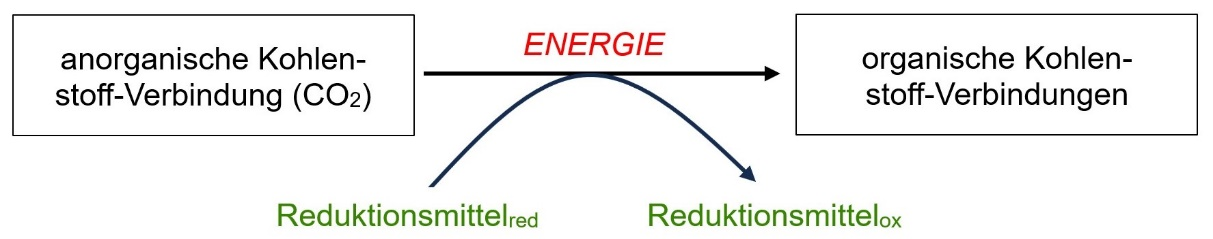 anorganische Kohlen-
stoff-Verbindung (CO₂)
ENERGIE
organische Kohlen-
stoff-Verbindungen
Reduktionsmittelred
Reduktionsmittelox